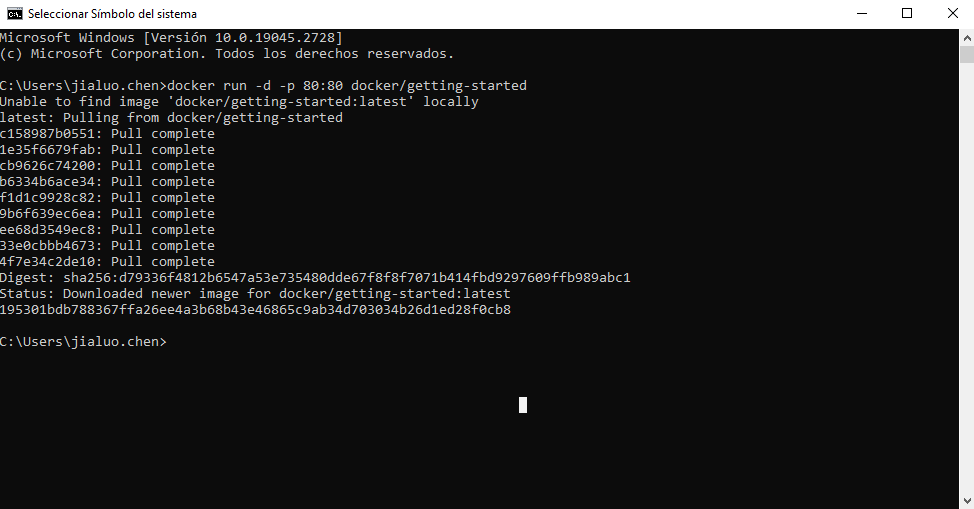 Seleccionar Símbolo del sistema
Microsoft Windows [Versión 10.0.19045.2728]
(c) Microsoft Corporation. Todos los derechos reservados.
C:\Users\jialuo.chen>docker run -d -p 80:80 docker/getting-started
Unable to find image 'docker/getting-started:latest' locally
latest: Pulling from docker/getting-started
c158987b0551: Pull complete
1e35f6679fab: Pull complete
cb9626c74200: Pull complete
b6334b6ace34: Pull complete
f1d1c9928c82: Pull complete
9b6f639ec6ea: Pull complete
ee68d3549ec8: Pull complete
33e0cbbb4673: Pull complete
4f7e34c2de10: Pull complete
Digest: sha256:d79336f4812b6547a53e735480dde67f8f8f7071b414fbd9297609ffb989abc1
Status: Downloaded newer image for docker/getting-started:latest
195301bdb788367ffa26ee4a3b68b43e46865c9ab34d703034b26d1ed28f0cb8
C:\Users\jialuo.chen>